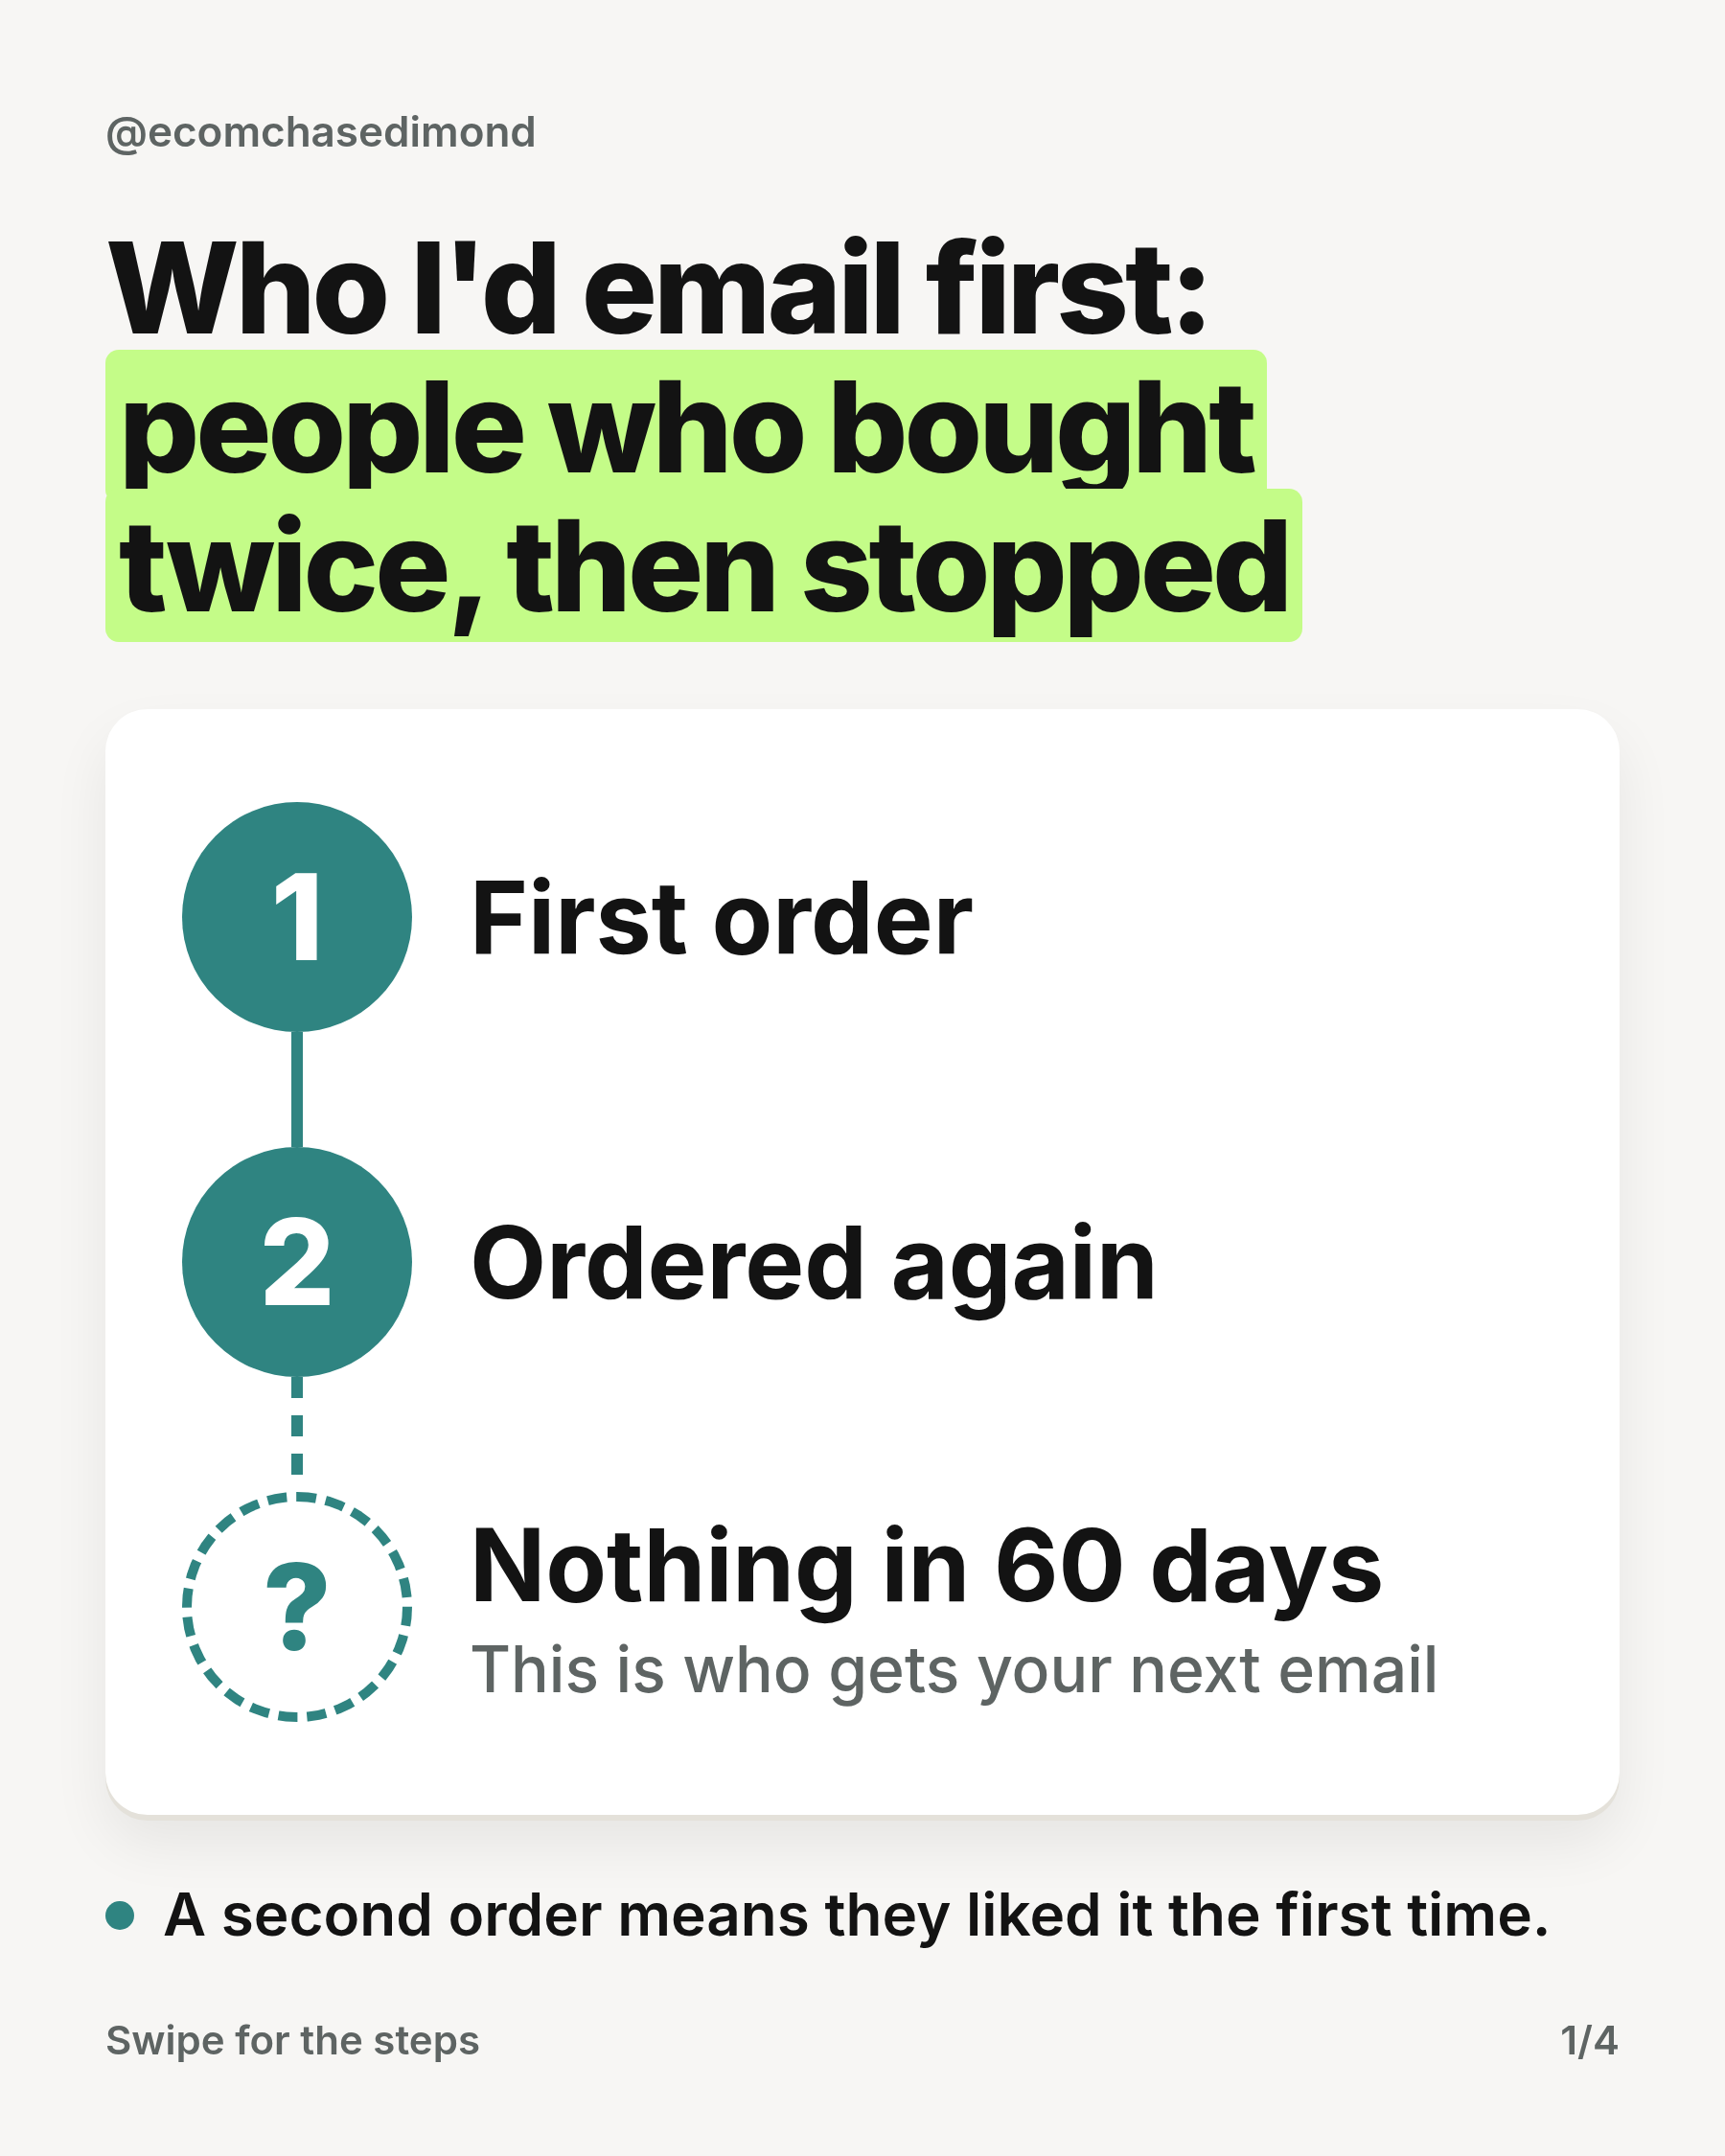 @ecomchasedimond
Who I'd email first:
people who bought
twice, then stopped
1
First order
2
Ordered again
?
Nothing in 60 days
This is who gets your next email
A second order means they liked it the first time.
Swipe for the steps
1/4